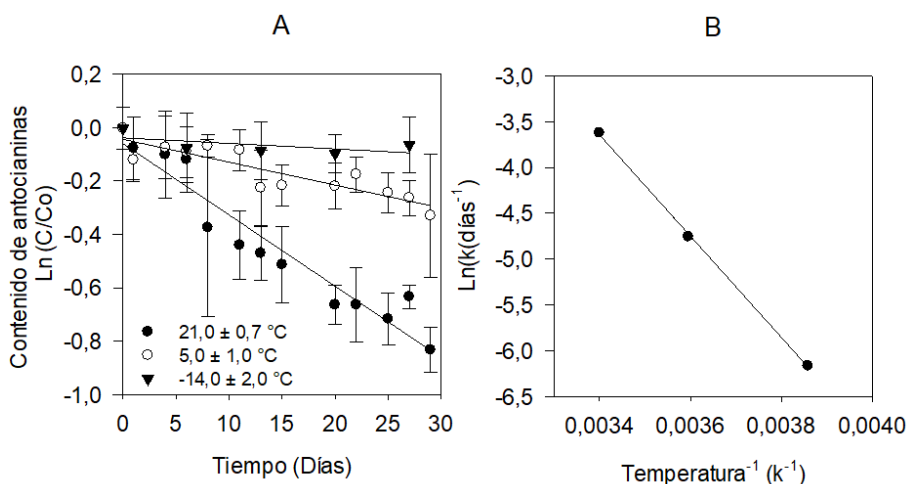 A
Contenido de antocianinas
Ln (C/Co)
0,2
0,0
-0,2
-0,4
-0,6
-0,8
-1,0
21,0 ± 0,7 °C
5,0 ± 1,0 °C
-14,0 ± 2,0 °C
0 5 10 15 20 25 30
Tiempo (Días)
B
Ln(k(días⁻¹)
-3,0
-3,5
-4,0
-4,5
-5,0
-5,5
-6,0
-6,5
0,0034 0,0036 0,0038 0,0040
Temperatura⁻¹ (k⁻¹)